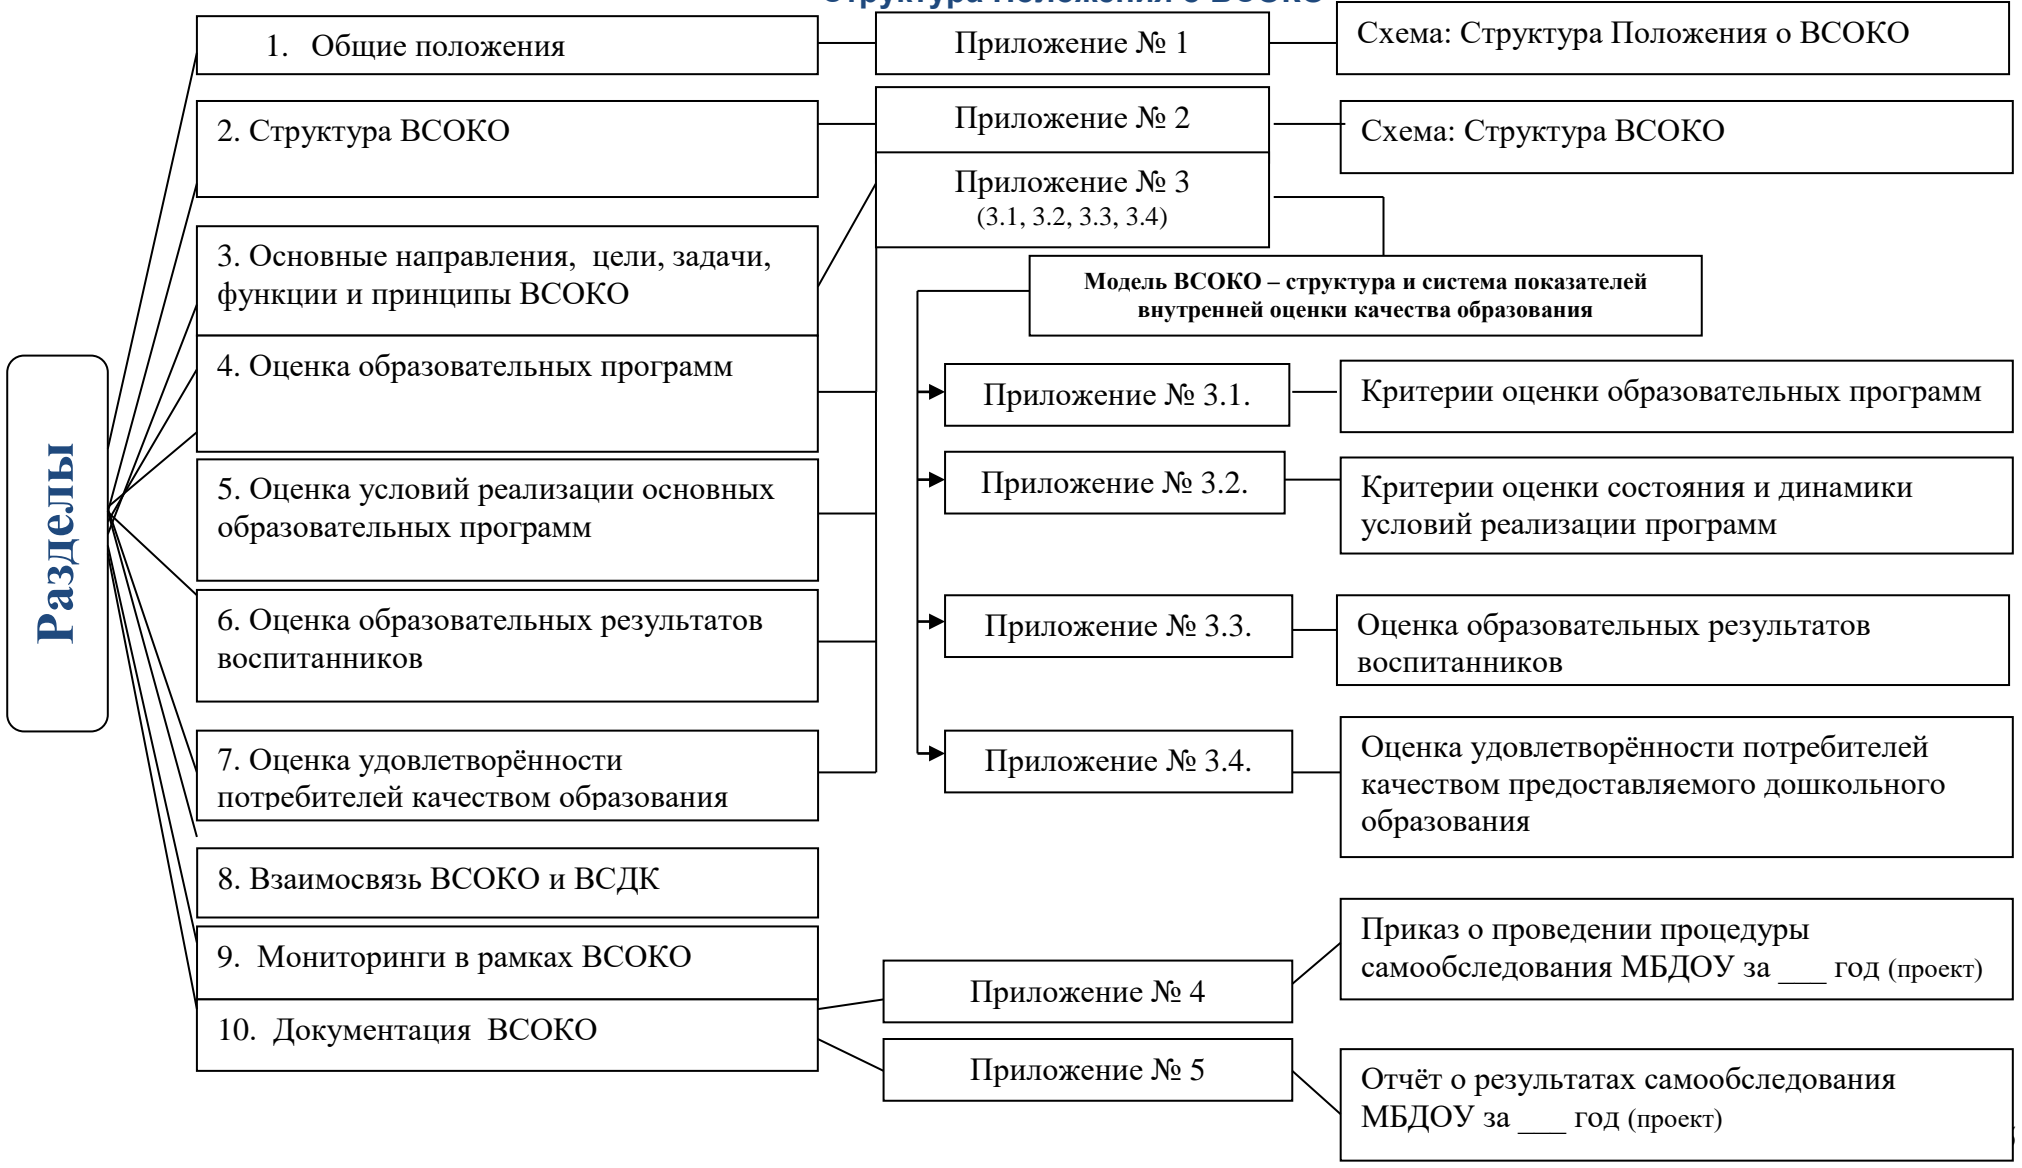 Структура Положения о ВСОКО
Разделы
1. Общие положения
Приложение № 1
Схема: Структура Положения о ВСОКО
2. Структура ВСОКО
Приложение № 2
Схема: Структура ВСОКО
Приложение № 3
(3.1, 3.2, 3.3, 3.4)
3. Основные направления, цели, задачи,
функции и принципы ВСОКО
Модель ВСОКО – структура и система показателей
внутренней оценки качества образования
4. Оценка образовательных программ
Приложение № 3.1.
Критерии оценки образовательных программ
5. Оценка условий реализации основных
образовательных программ
Приложение № 3.2.
Критерии оценки состояния и динамики
условий реализации программ
6. Оценка образовательных результатов
воспитанников
Приложение № 3.3.
Оценка образовательных результатов
воспитанников
7. Оценка удовлетворённости
потребителей качеством образования
Приложение № 3.4.
Оценка удовлетворённости потребителей
качеством предоставляемого дошкольного
образования
8. Взаимосвязь ВСОКО и ВСДК
9. Мониторинги в рамках ВСОКО
10. Документация ВСОКО
Приложение № 4
Приказ о проведении процедуры
самообследования МБДОУ за ___ год (проект)
Приложение № 5
Отчёт о результатах самообследования
МБДОУ за ___ год (проект)